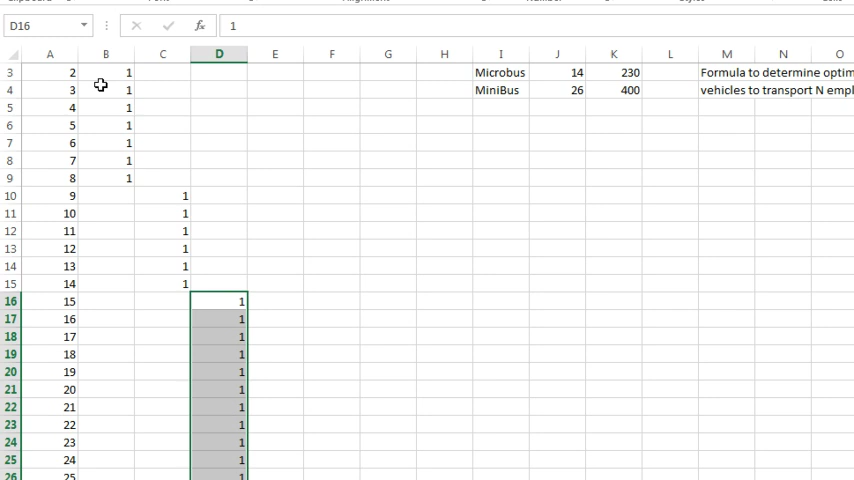 D16 1
A B C D E F G H I J K L M N O
3 2 1 Microbus 14 230 Formula to determine optim
4 3 1 MiniBus 26 400 vehicles to transport N empl
5 4 1
6 5 1
7 6 1
8 7 1
9 8 1
10 9 1
11 10 1
12 11 1
13 12 1
14 13 1
15 14 1
16 15 1
17 16 1
18 17 1
19 18 1
20 19 1
21 20 1
22 21 1
23 22 1
24 23 1
25 24 1
26 25 1